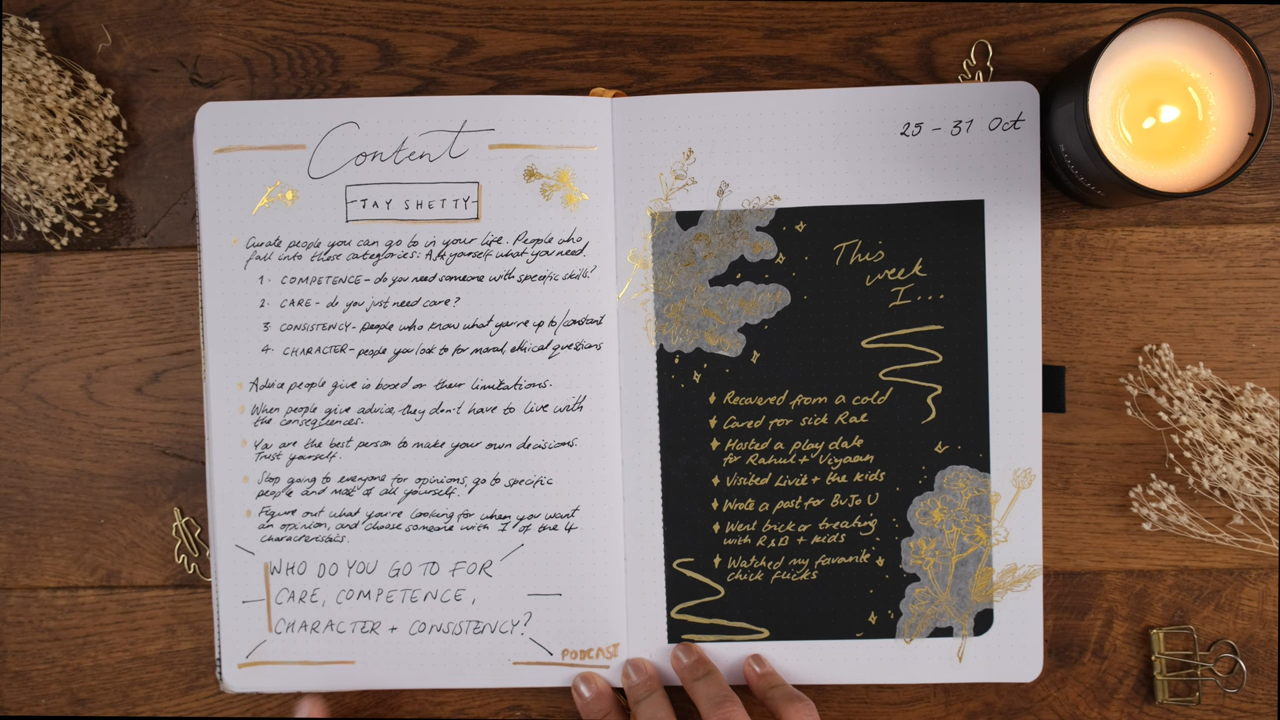 Content
JAY SHETTY
Curate people you can go to in your life. People who
fall into these categories: Ask yourself what you need.
1. COMPETENCE - do you need someone with specific skills?
2. CARE - do you just need care?
3. CONSISTENCY - people who know what you're up to/constant
4. CHARACTER - people you look to for moral, ethical questions
Advice people give is based on their limitations.
When people give advice, they don't have to live with
the consequences.
You are the best person to make your own decisions.
Trust yourself.
Stop going to everyone for opinions, go to specific
people and most of all yourself.
Figure out what you're looking for when you want
an opinion, and choose someone with 1 of the 4
characteristics.
WHO DO YOU GO TO FOR
CARE, COMPETENCE,
CHARACTER + CONSISTENCY?
PODCAST
25 - 31 Oct
This
week
I...
Recovered from a cold
Cared for sick Rae
Hosted a play date
for Rahul + Viyaan
Visited Livii + the kids
Wrote a post for BuJo U
Went trick or treating
with R&B + kids
Watched my favourite
chick flicks